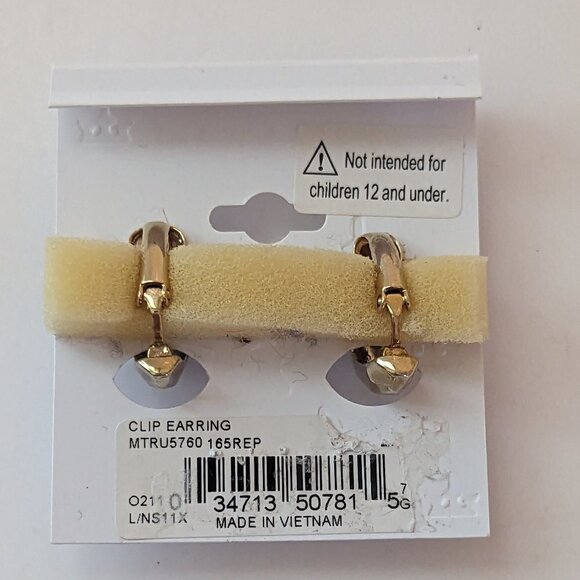 Not intended for
children 12 and under.
CLIP EARRING
MTRU5760 165REP
O211 0 34713 50781 5 7G
L/NS11X MADE IN VIETNAM